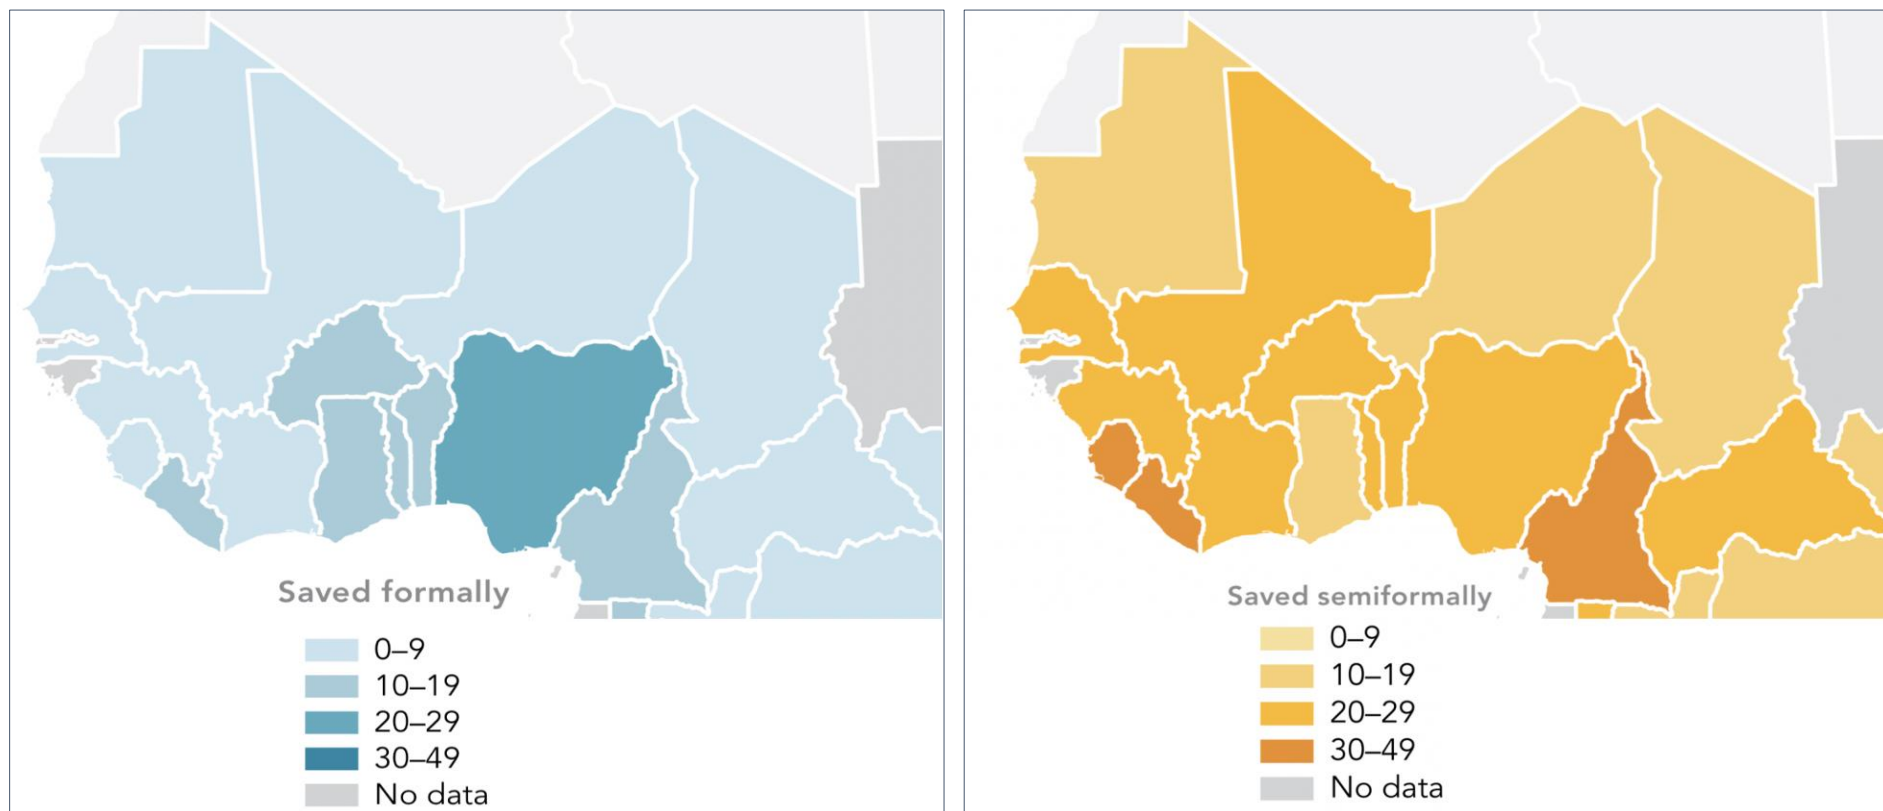 Saved formally
0–9
10–19
20–29
30–49
No data
Saved semiformally
0–9
10–19
20–29
30–49
No data